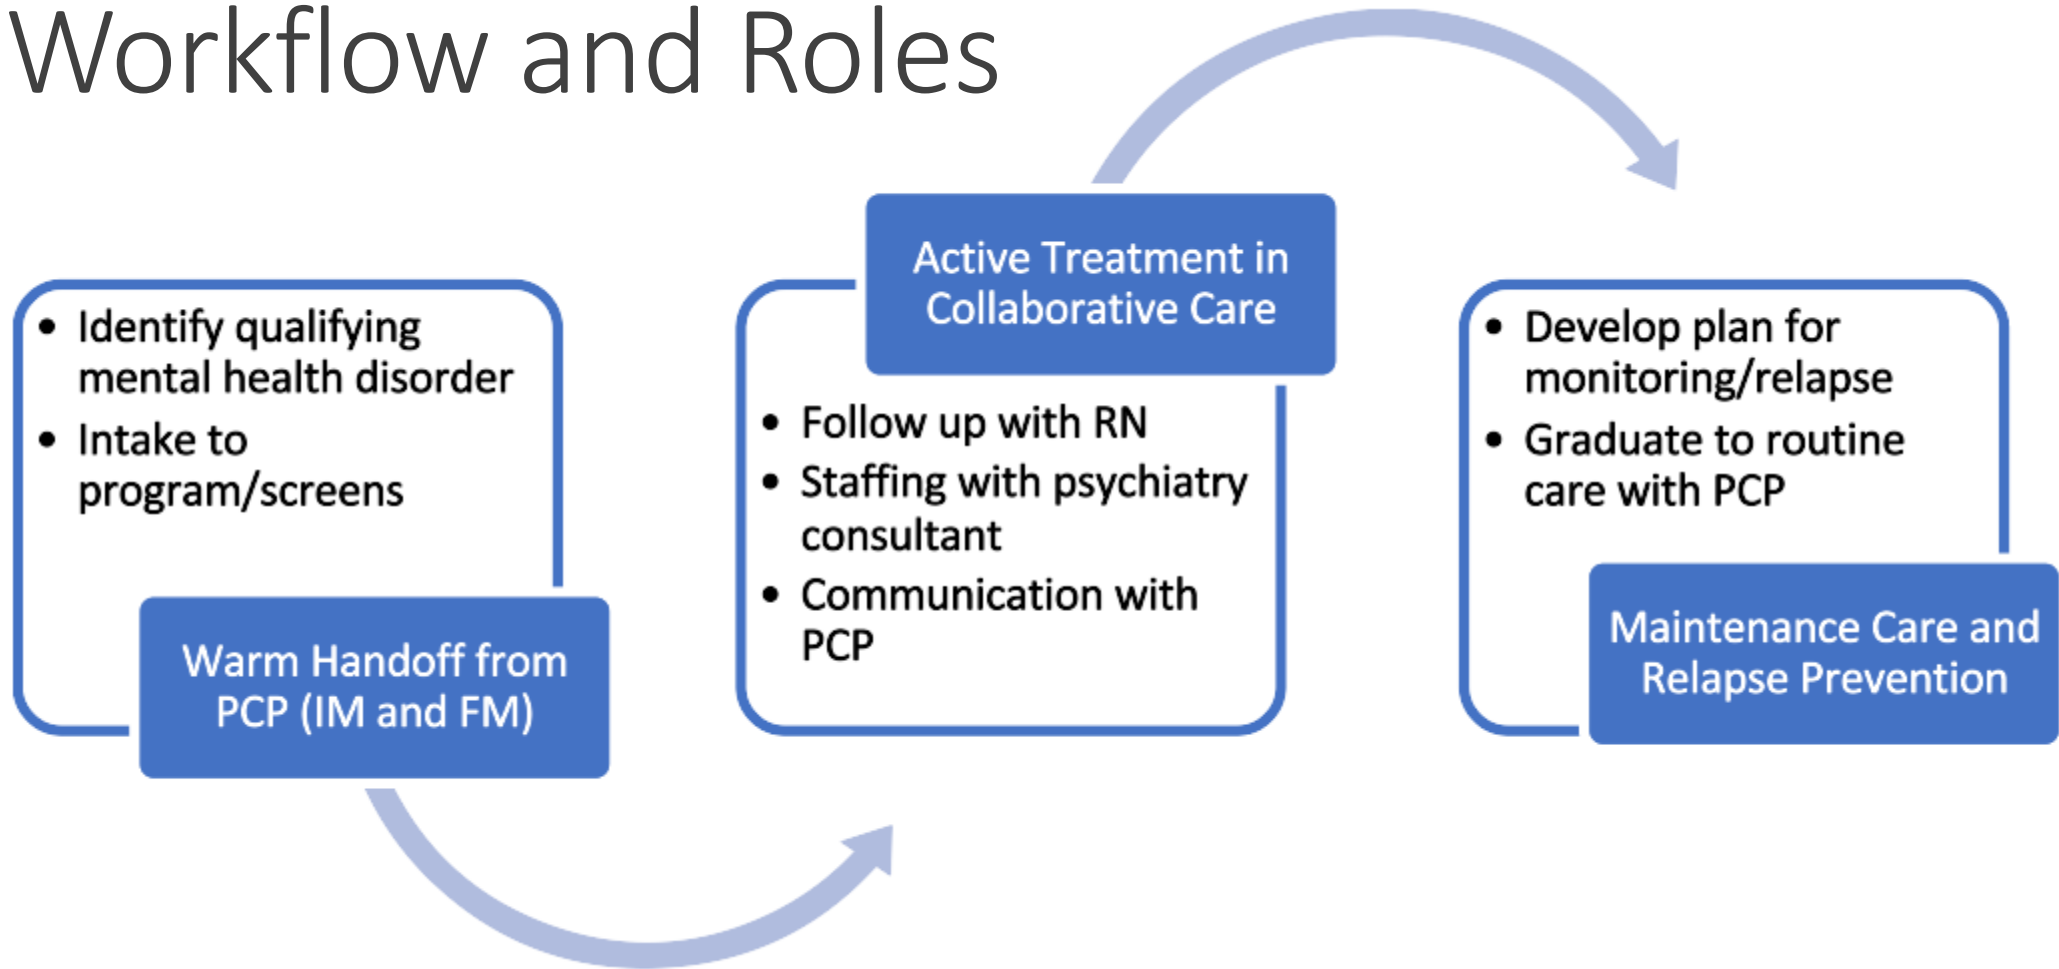 Workflow and Roles
• Identify qualifying
mental health disorder
• Intake to
program/screens
Warm Handoff from
PCP (IM and FM)
Active Treatment in
Collaborative Care
• Follow up with RN
• Staffing with psychiatry
consultant
• Communication with
PCP
• Develop plan for
monitoring/relapse
• Graduate to routine
care with PCP
Maintenance Care and
Relapse Prevention